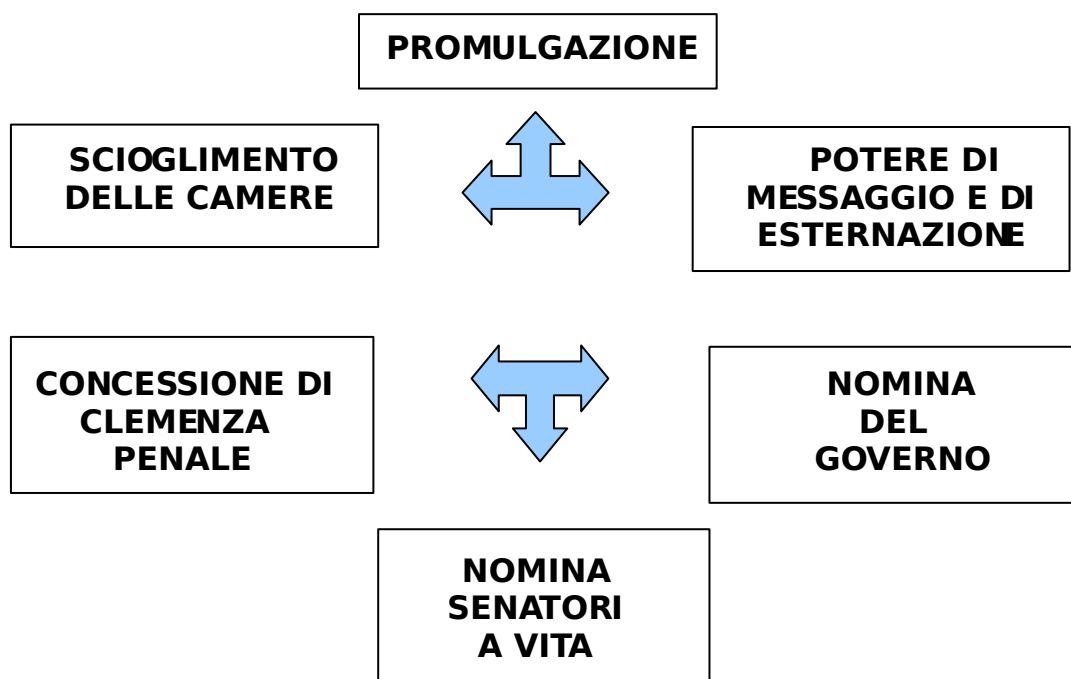 PROMULGAZIONE
SCIOGLIMENTO
DELLE CAMERE
POTERE DI
MESSAGGIO E DI
ESTERNAZIONE
CONCESSIONE DI
CLEMENZA
PENALE
NOMINA
DEL
GOVERNO
NOMINA
SENATORI
A VITA